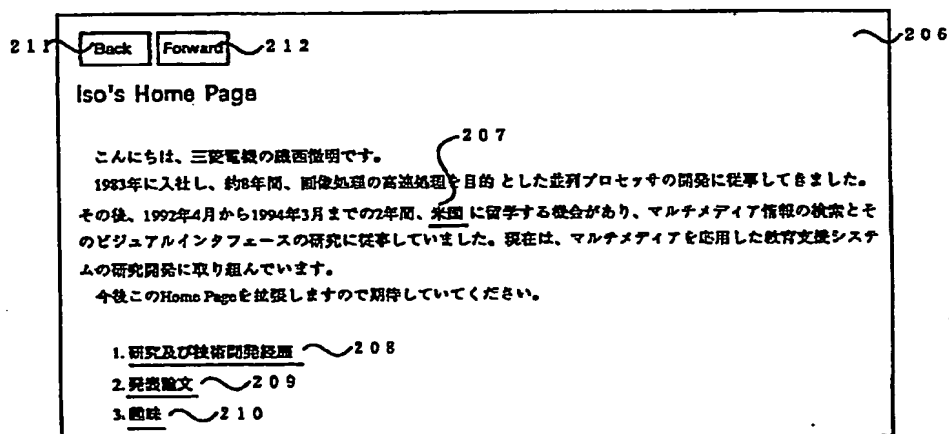 211 Back Forward 212 206
Iso's Home Page
207
こんにちは、三菱電機の磯西徹明です。
1983年に入社し、約8年間、画像処理の高速処理を目的とした並列プロセッサの開発に従事してきました。
その後、1992年4月から1994年3月までの2年間、米国に留学する機会があり、マルチメディア情報の検索とそ
のビジュアルインタフェースの研究に従事していました。現在は、マルチメディアを応用した教育支援システ
ムの研究開発に取り組んでいます。
今後このHome Pageを拡張しますので期待していてください。
1. 研究及び技術開発経歴 208
2. 発表論文 209
3. 趣味 210